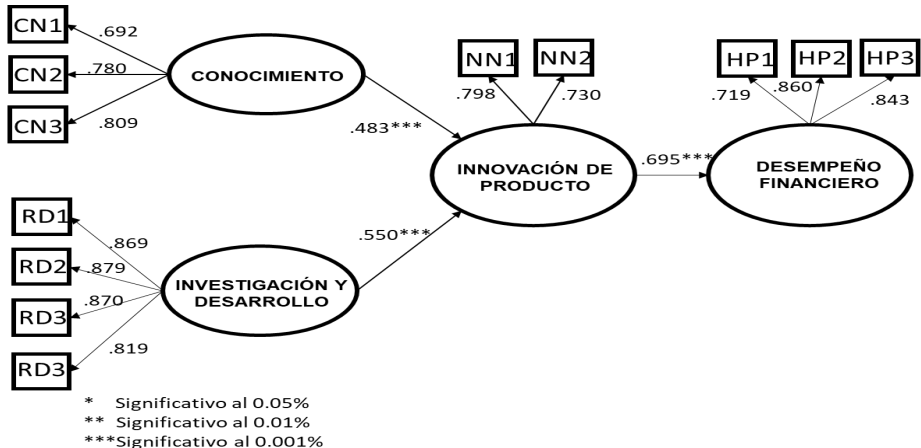 CN1
.692
CN2
.780
CONOCIMIENTO
CN3
.809
.483***
NN1
NN2
.798
.730
INNOVACIÓN DE
PRODUCTO
.695***
HP1
HP2
HP3
.719
.860
.843
DESEMPEÑO
FINANCIERO
RD1
.869
RD2
.879
INVESTIGACIÓN Y
DESARROLLO
.550***
RD3
.870
RD3
.819
* Significativo al 0.05%
** Significativo al 0.01%
***Significativo al 0.001%